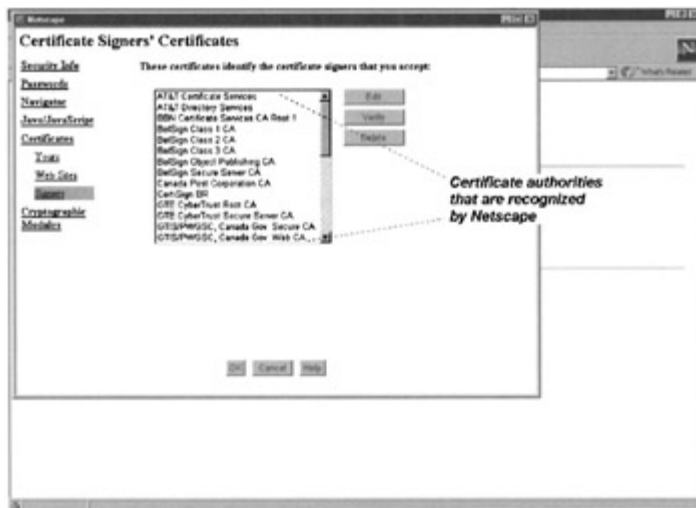 Netscape
Certificate Signers' Certificates
Security Info
Passwords
Navigator
Java/JavaScript
Certificates
Yours
Web Sites
Signers
Cryptographic
Modules
These certificates identify the certificate signers that you accept:
AT&T Certificate Services
AT&T Directory Services
BBN Certificate Services CA Root 1
BelSign Class 1 CA
BelSign Class 2 CA
BelSign Class 3 CA
BelSign Object Publishing CA
BelSign Secure Server CA
Canada Post Corporation CA
CertiSign BR
GTE CyberTrust Root CA
GTE CyberTrust Secure Server CA
GTIS/PWGSC, Canada Gov. Secure CA
GTIS/PWGSC, Canada Gov. Web CA
Edit
Verify
Delete
OK
Cancel
Help
What's Related
N
Certificate authorities
that are recognized
by Netscape